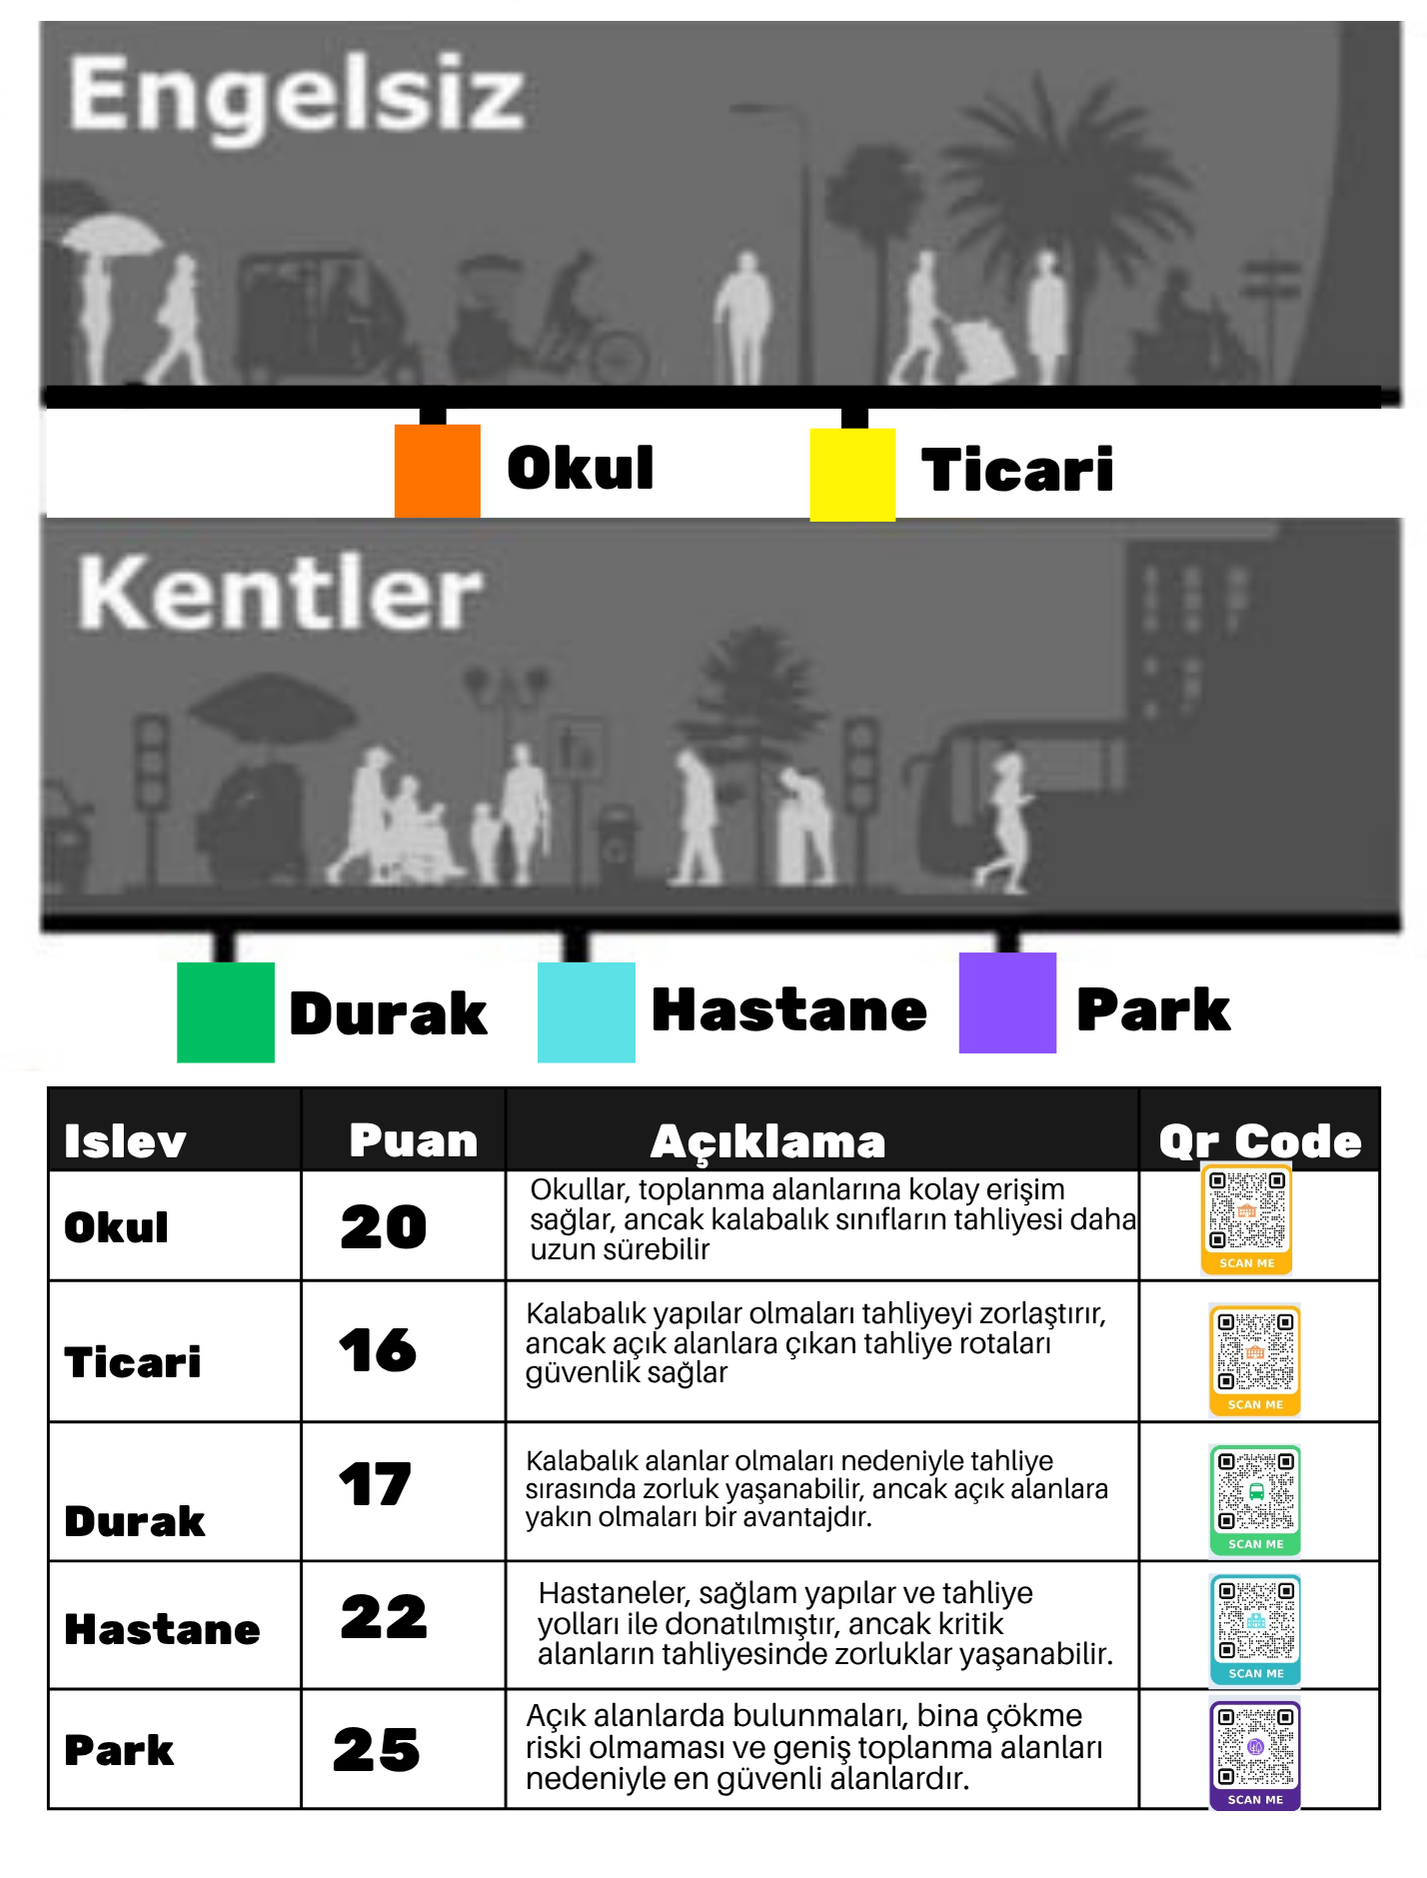 Engelsiz
Okul
Ticari
Kentler
Durak
Hastane
Park
Islev
Puan
Açıklama
Qr Code
Okul
20
Okullar, toplanma alanlarına kolay erişim
sağlar, ancak kalabalık sınıfların tahliyesi daha
uzun sürebilir
SCAN ME
Ticari
16
Kalabalık yapılar olmaları tahliyeyi zorlaştırır,
ancak açık alanlara çıkan tahliye rotaları
güvenlik sağlar
SCAN ME
Durak
17
Kalabalık alanlar olmaları nedeniyle tahliye
sırasında zorluk yaşanabilir, ancak açık alanlara
yakın olmaları bir avantajdır.
SCAN ME
Hastane
22
Hastaneler, sağlam yapılar ve tahliye
yolları ile donatılmıştır, ancak kritik
alanların tahliyesinde zorluklar yaşanabilir.
SCAN ME
Park
25
Açık alanlarda bulunmaları, bina çökme
riski olmaması ve geniş toplanma alanları
nedeniyle en güvenli alanlardır.
SCAN ME